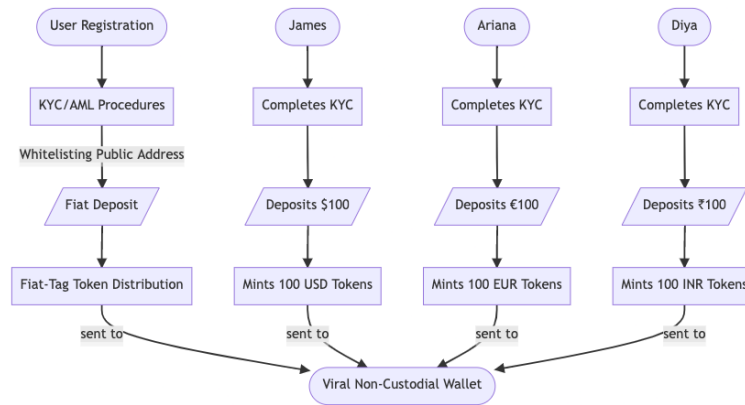 User Registration
James
Ariana
Diya
KYC/AML Procedures
Completes KYC
Completes KYC
Completes KYC
Whitelisting Public Address
Fiat Deposit
Deposits $100
Deposits €100
Deposits ₹100
Fiat-Tag Token Distribution
Mints 100 USD Tokens
Mints 100 EUR Tokens
Mints 100 INR Tokens
sent to
sent to
sent to
sent to
Viral Non-Custodial Wallet